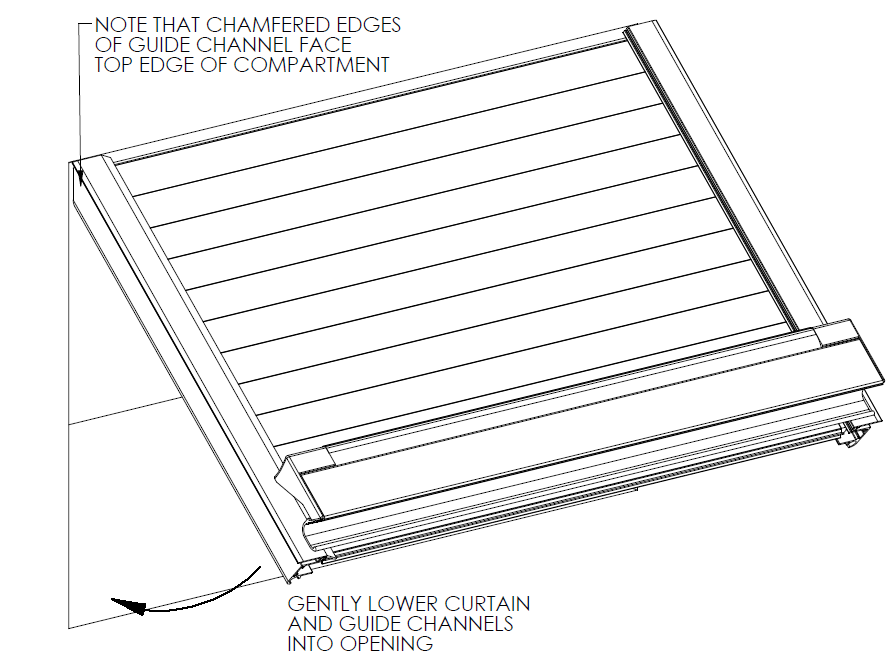 NOTE THAT CHAMFERED EDGES
OF GUIDE CHANNEL FACE
TOP EDGE OF COMPARTMENT
GENTLY LOWER CURTAIN
AND GUIDE CHANNELS
INTO OPENING